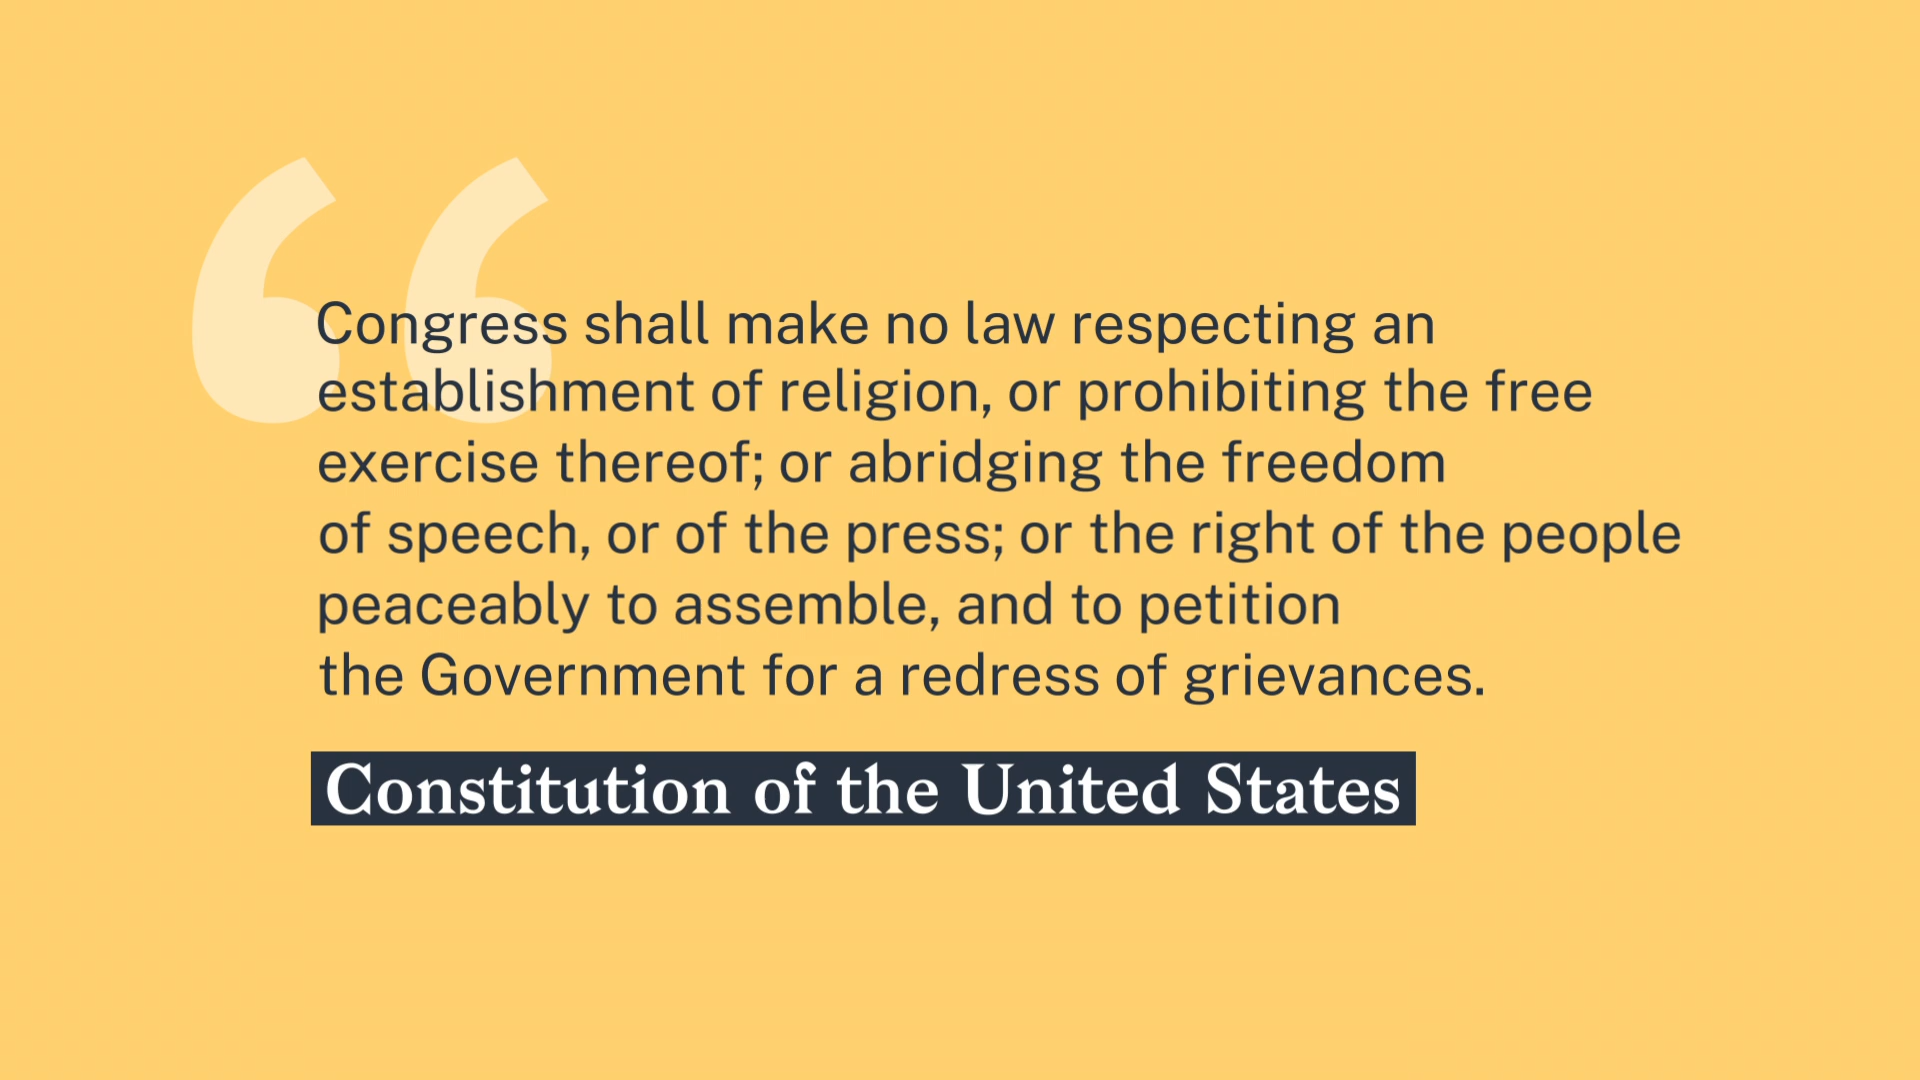 Congress shall make no law respecting an
establishment of religion, or prohibiting the free
exercise thereof; or abridging the freedom
of speech, or of the press; or the right of the people
peaceably to assemble, and to petition
the Government for a redress of grievances.
Constitution of the United States